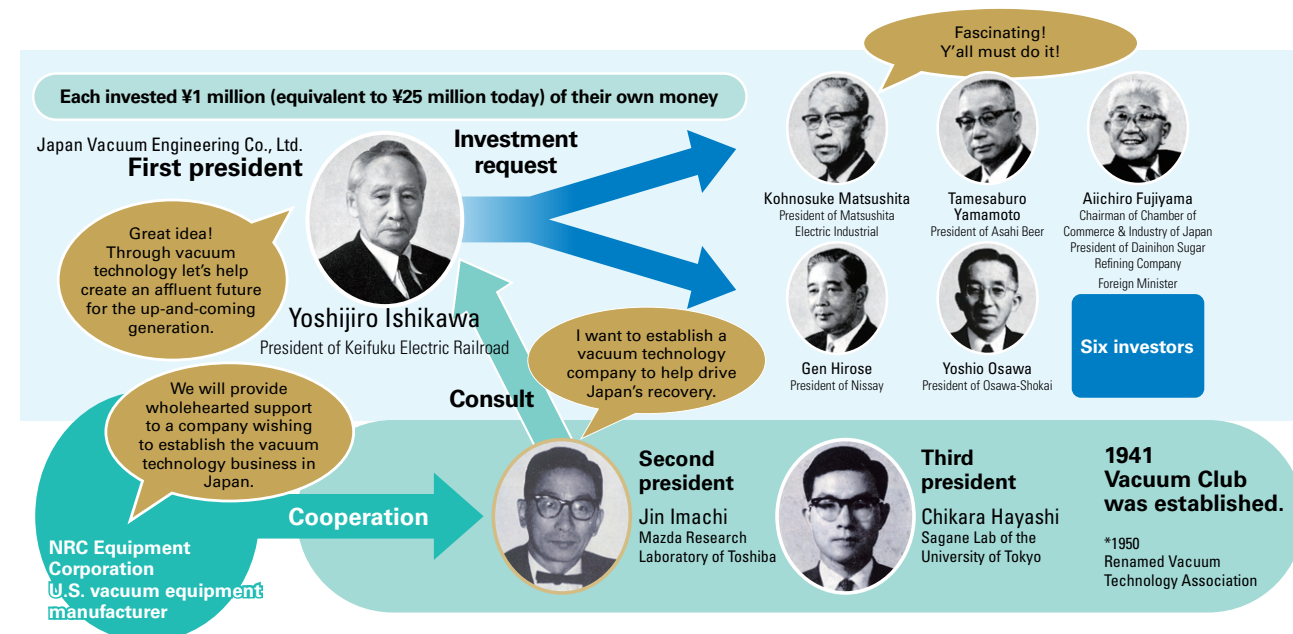 Fascinating!
Y'all must do it!
Each invested ¥1 million (equivalent to ¥25 million today) of their own money
Japan Vacuum Engineering Co., Ltd.
First president
Investment
request
Great idea!
Through vacuum
technology let's help
create an affluent future
for the up-and-coming
generation.
Yoshijiro Ishikawa
President of Keifuku Electric Railroad
Kohnosuke Matsushita
President of Matsushita
Electric Industrial
Tamesaburo
Yamamoto
President of Asahi Beer
Aiichiro Fujiyama
Chairman of Chamber of
Commerce & Industry of Japan
President of Dainihon Sugar
Refining Company
Foreign Minister
Gen Hirose
President of Nissay
Yoshio Osawa
President of Osawa-Shokai
Six investors
I want to establish a
vacuum technology
company to help drive
Japan's recovery.
Consult
We will provide
wholehearted support
to a company wishing
to establish the vacuum
technology business in
Japan.
Cooperation
NRC Equipment
Corporation
U.S. vacuum equipment
manufacturer
Second
president
Jin Imachi
Mazda Research
Laboratory of Toshiba
Third
president
Chikara Hayashi
Sagane Lab of the
University of Tokyo
1941
Vacuum Club
was established.
*1950
Renamed Vacuum
Technology Association